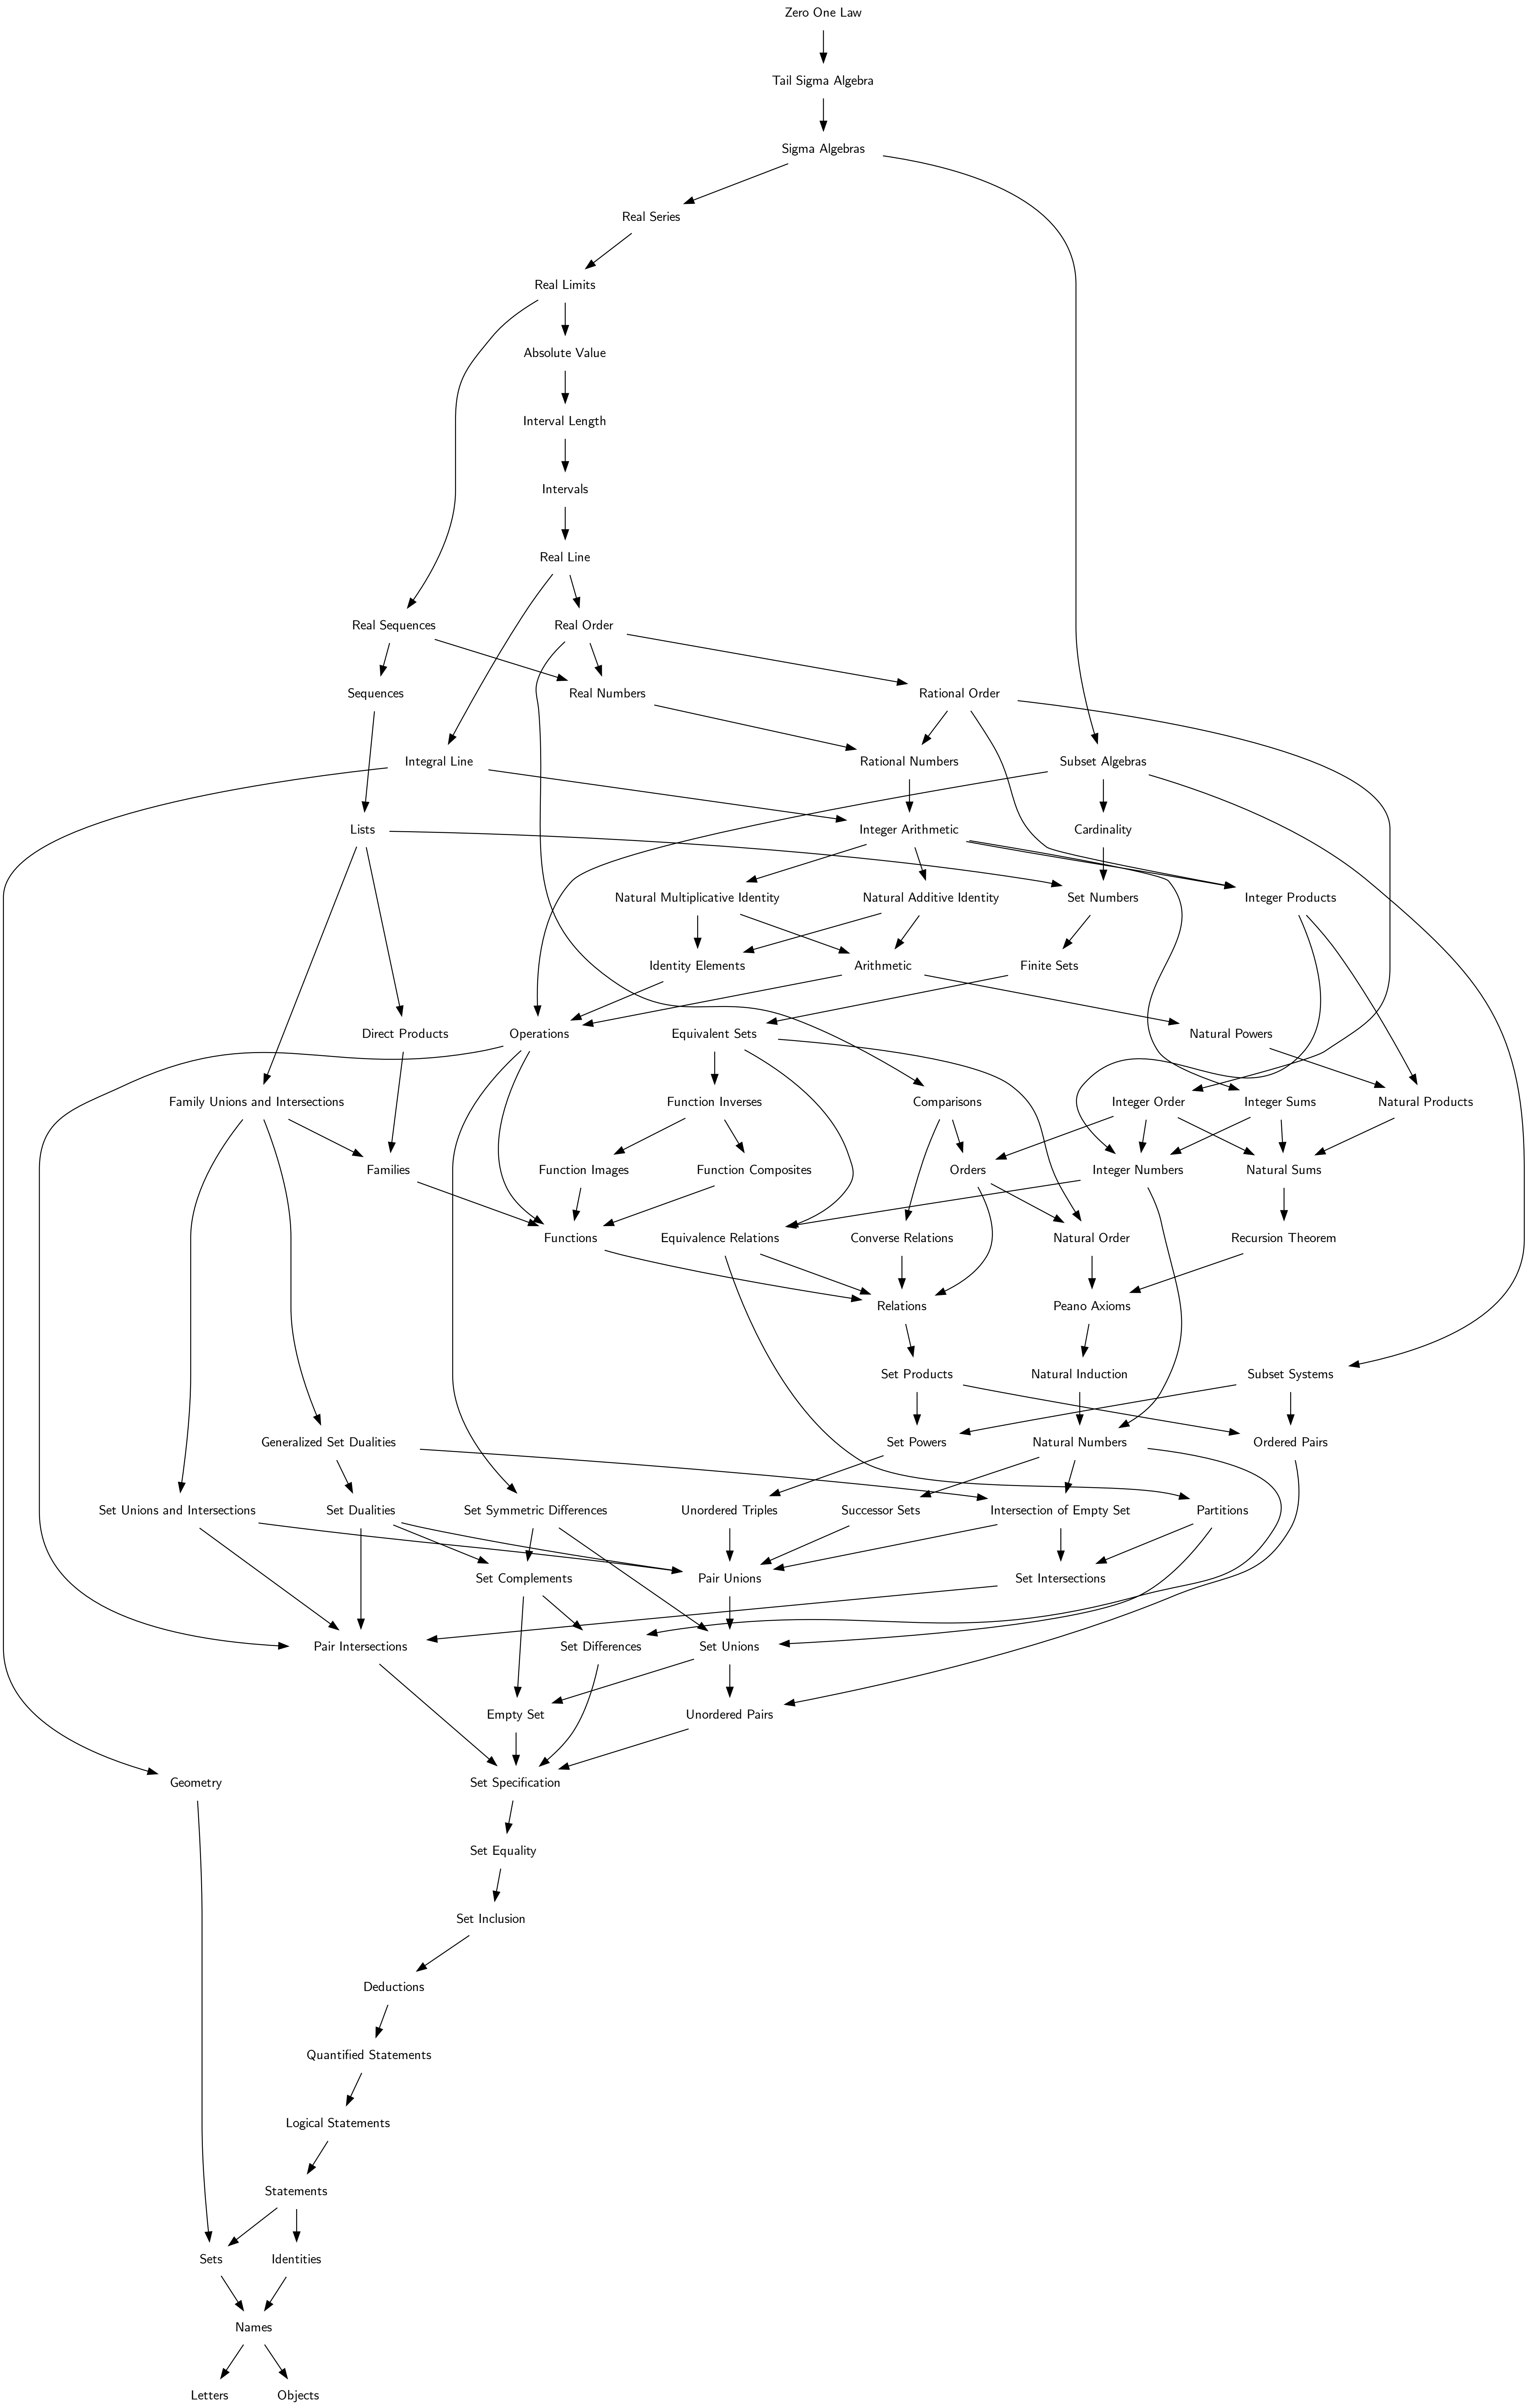 Zero One Law
Tail Sigma Algebra
Sigma Algebras
Real Series
Real Limits
Absolute Value
Interval Length
Intervals
Real Line
Real Sequences
Real Order
Sequences
Real Numbers
Rational Order
Integral Line
Rational Numbers
Subset Algebras
Lists
Integer Arithmetic
Cardinality
Natural Multiplicative Identity
Natural Additive Identity
Set Numbers
Integer Products
Identity Elements
Arithmetic
Finite Sets
Direct Products
Operations
Equivalent Sets
Natural Powers
Family Unions and Intersections
Function Inverses
Comparisons
Integer Order
Integer Sums
Natural Products
Families
Function Images
Function Composites
Orders
Integer Numbers
Natural Sums
Functions
Equivalence Relations
Converse Relations
Natural Order
Recursion Theorem
Relations
Peano Axioms
Set Products
Natural Induction
Subset Systems
Generalized Set Dualities
Set Powers
Natural Numbers
Ordered Pairs
Set Unions and Intersections
Set Dualities
Set Symmetric Differences
Unordered Triples
Successor Sets
Intersection of Empty Set
Partitions
Set Complements
Pair Unions
Set Intersections
Pair Intersections
Set Differences
Set Unions
Empty Set
Unordered Pairs
Geometry
Set Specification
Set Equality
Set Inclusion
Deductions
Quantified Statements
Logical Statements
Statements
Sets
Identities
Names
Letters
Objects